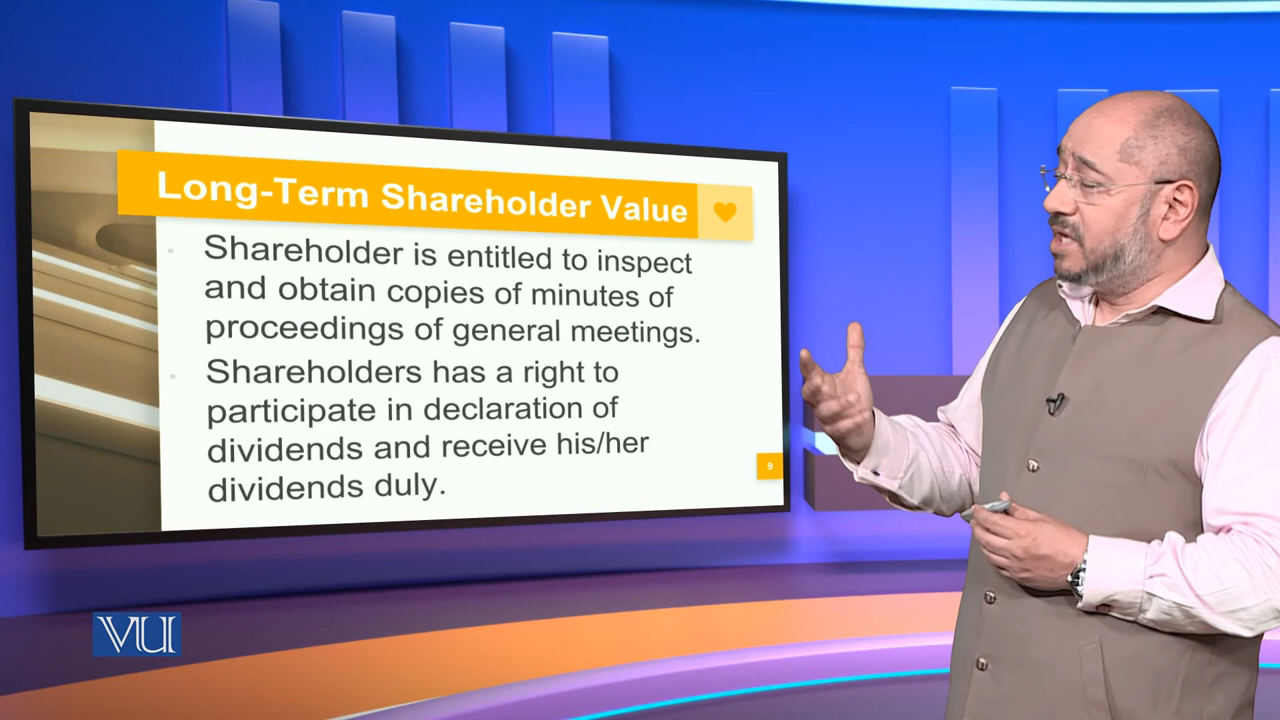 Long-Term Shareholder Value
Shareholder is entitled to inspect
and obtain copies of minutes of
proceedings of general meetings.
Shareholders has a right to
participate in declaration of
dividends and receive his/her
dividends duly.
9
VU